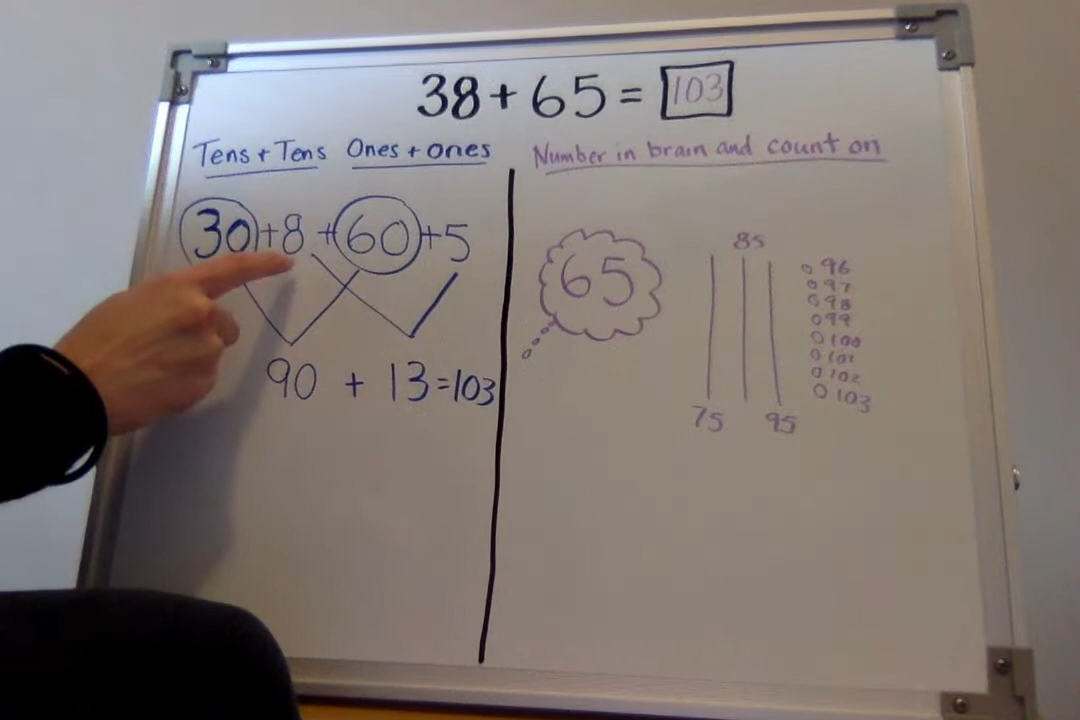 38 + 65 = 103
Tens + Tens Ones + ones
30 + 8 + 60 + 5
90 + 13 = 103
Number in brain and count on
65
85
75 95
96
97
98
99
100
101
102
103